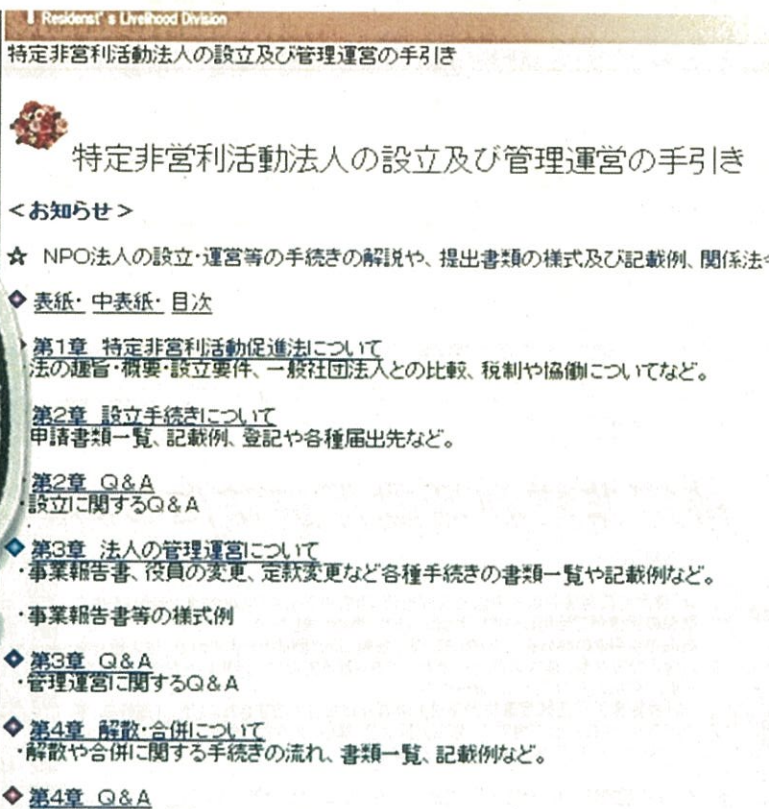 Residenst' s Livelihood Division
特定非営利活動法人の設立及び管理運営の手引き
特定非営利活動法人の設立及び管理運営の手引き
<お知らせ>
☆ NPO法人の設立・運営等の手続きの解説や、提出書類の様式及び記載例、関係法
◆ 表紙・ 中表紙・ 目次
第1章 特定非営利活動促進法について
法の趣旨・概要・設立要件、一般社団法人との比較、税制や協働についてなど。
第2章 設立手続きについて
申請書類一覧、記載例、登記や各種届出先など。
第2章 Q&A
・設立に関するQ&A
◆ 第3章 法人の管理運営について
・事業報告書、役員の変更、定款変更など各種手続きの書類一覧や記載例など。
・事業報告書等の様式例
◆ 第3章 Q&A
・管理運営に関するQ&A
◆ 第4章 解散・合併について
・解散や合併に関する手続きの流れ、書類一覧、記載例など。
◆ 第4章 Q&A